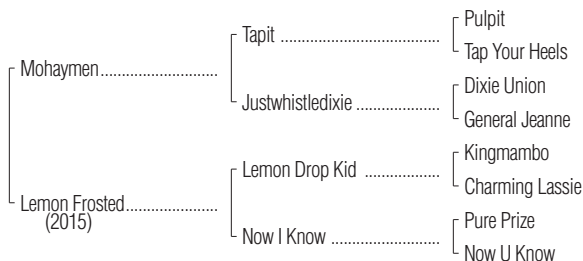 Pulpit
Tapit ........................................
Tap Your Heels
Mohaymen..............................
Dixie Union
Justwhistledixie ........................
General Jeanne
Kingmambo
Lemon Drop Kid ...................
Charming Lassie
Lemon Frosted.......................
(2015)
Pure Prize
Now I Know ...........................
Now U Know